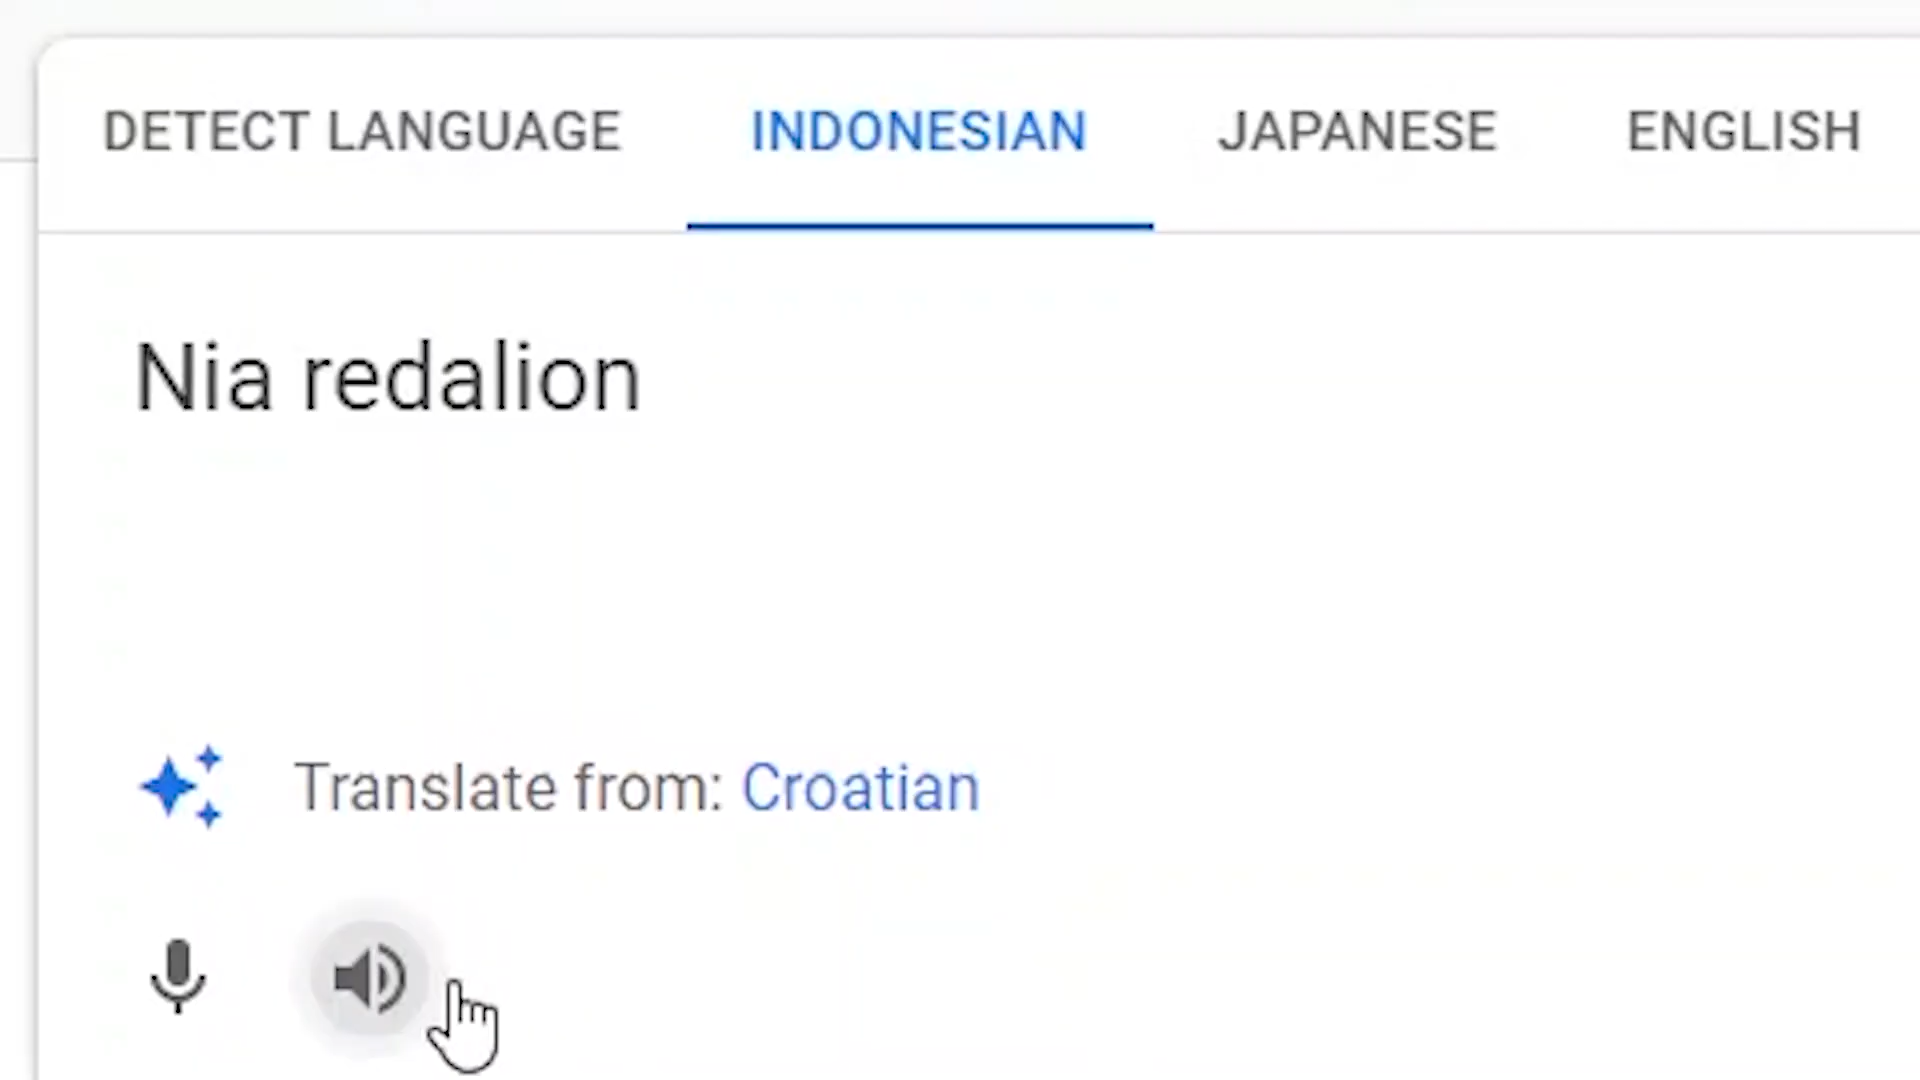 DETECT LANGUAGE INDONESIAN JAPANESE ENGLISH
Nia redalion
Translate from: Croatian